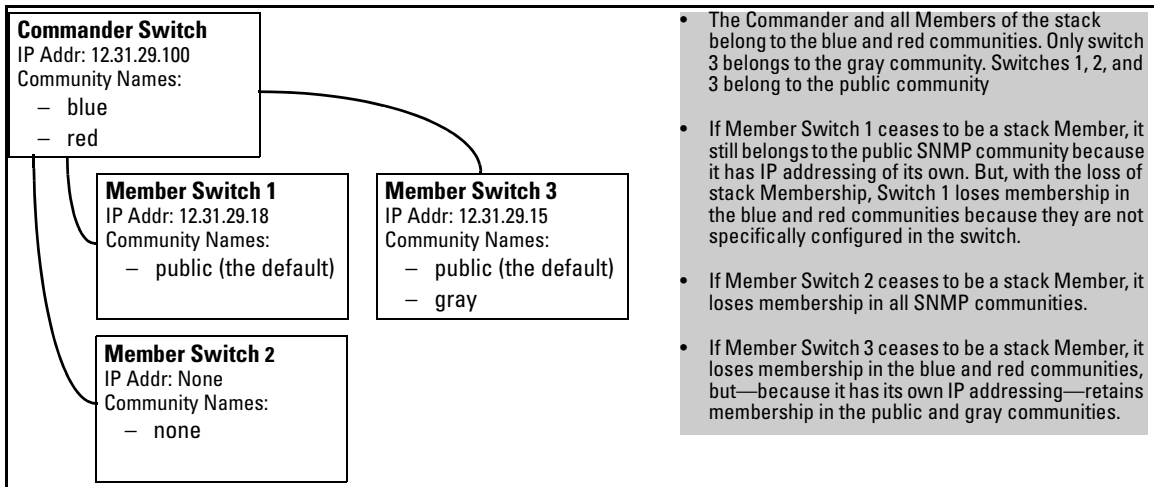 Commander Switch
IP Addr: 12.31.29.100
Community Names:
– blue
– red
Member Switch 1
IP Addr: 12.31.29.18
Community Names:
– public (the default)
Member Switch 3
IP Addr: 12.31.29.15
Community Names:
– public (the default)
– gray
Member Switch 2
IP Addr: None
Community Names:
– none
• The Commander and all Members of the stack
belong to the blue and red communities. Only switch
3 belongs to the gray community. Switches 1, 2, and
3 belong to the public community
• If Member Switch 1 ceases to be a stack Member, it
still belongs to the public SNMP community because
it has IP addressing of its own. But, with the loss of
stack Membership, Switch 1 loses membership in
the blue and red communities because they are not
specifically configured in the switch.
• If Member Switch 2 ceases to be a stack Member, it
loses membership in all SNMP communities.
• If Member Switch 3 ceases to be a stack Member, it
loses membership in the blue and red communities,
but—because it has its own IP addressing—retains
membership in the public and gray communities.